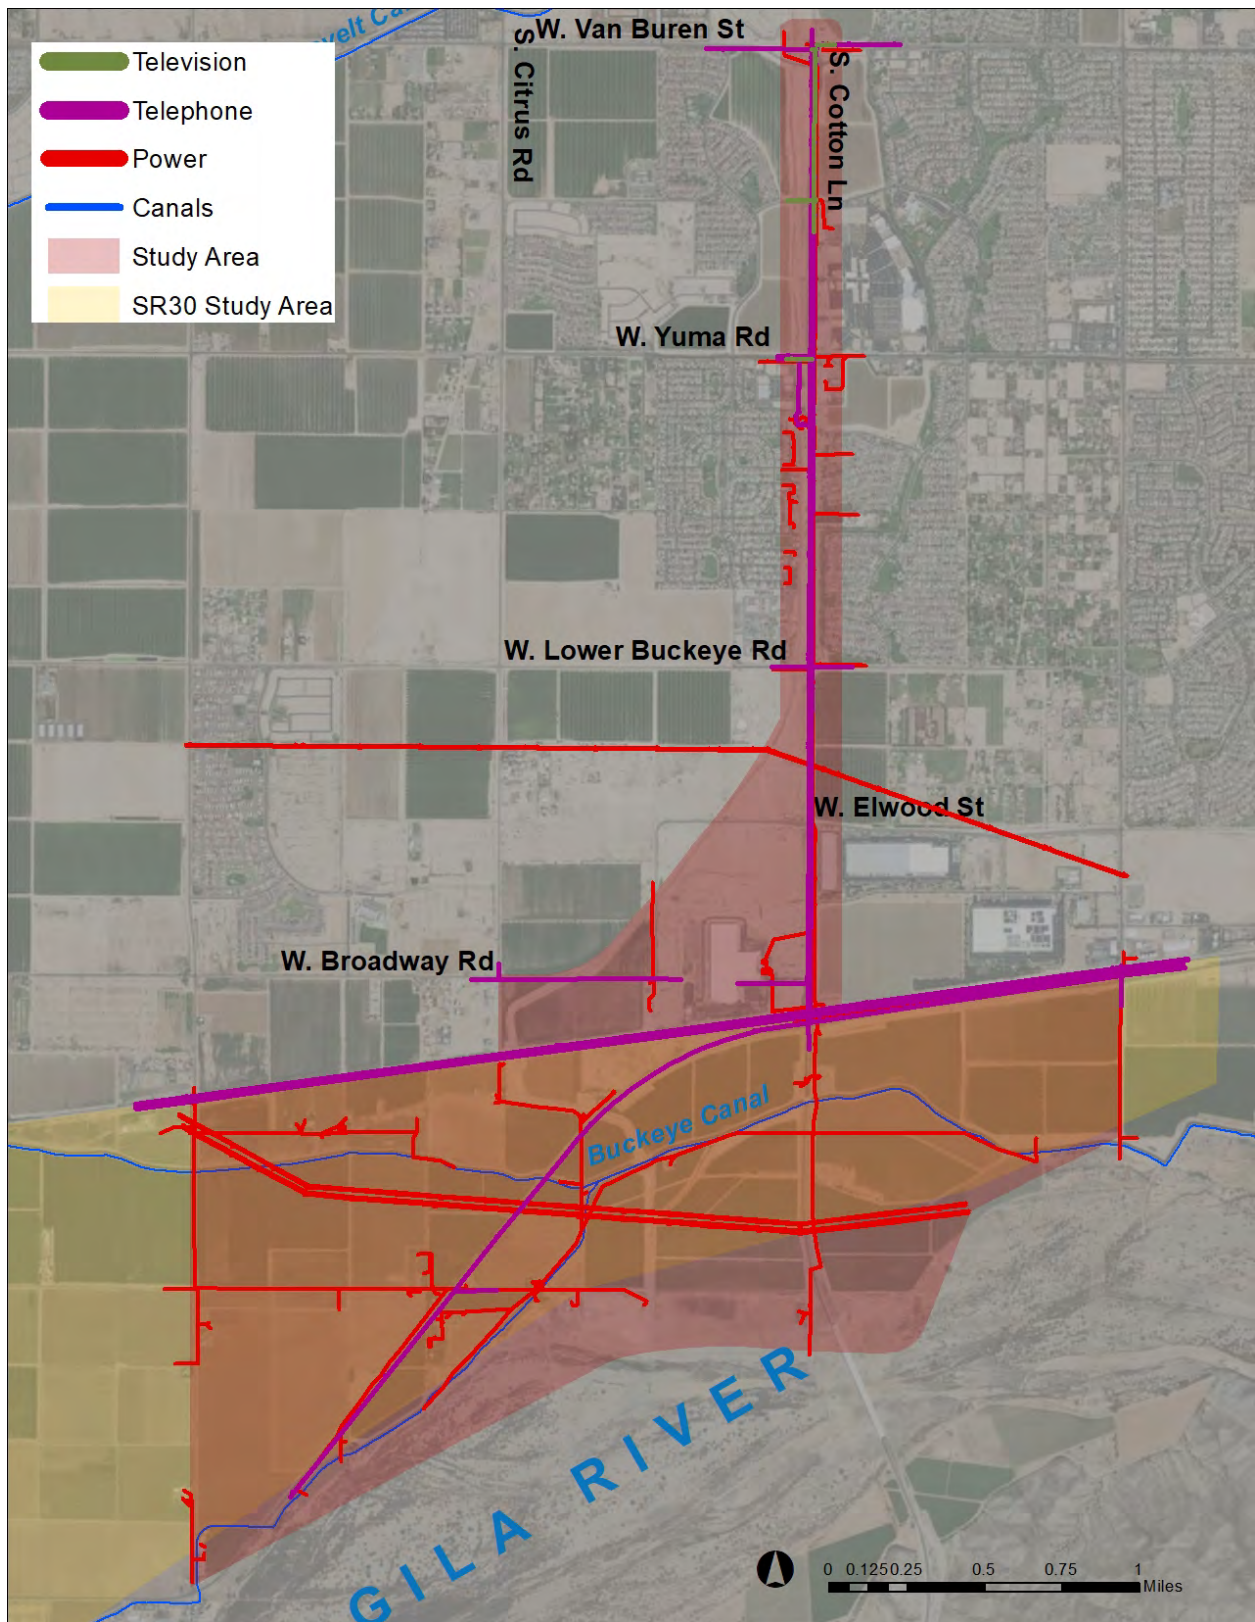 velt Ca
W. Van Buren St
S. Citrus Rd
S. Cotton Ln
Television
Telephone
Power
Canals
Study Area
SR30 Study Area
W. Yuma Rd
W. Lower Buckeye Rd
W. Elwood St
W. Broadway Rd
Buckeye Canal
GILA RIVER
0 0.125 0.25 0.5 0.75 1
Miles